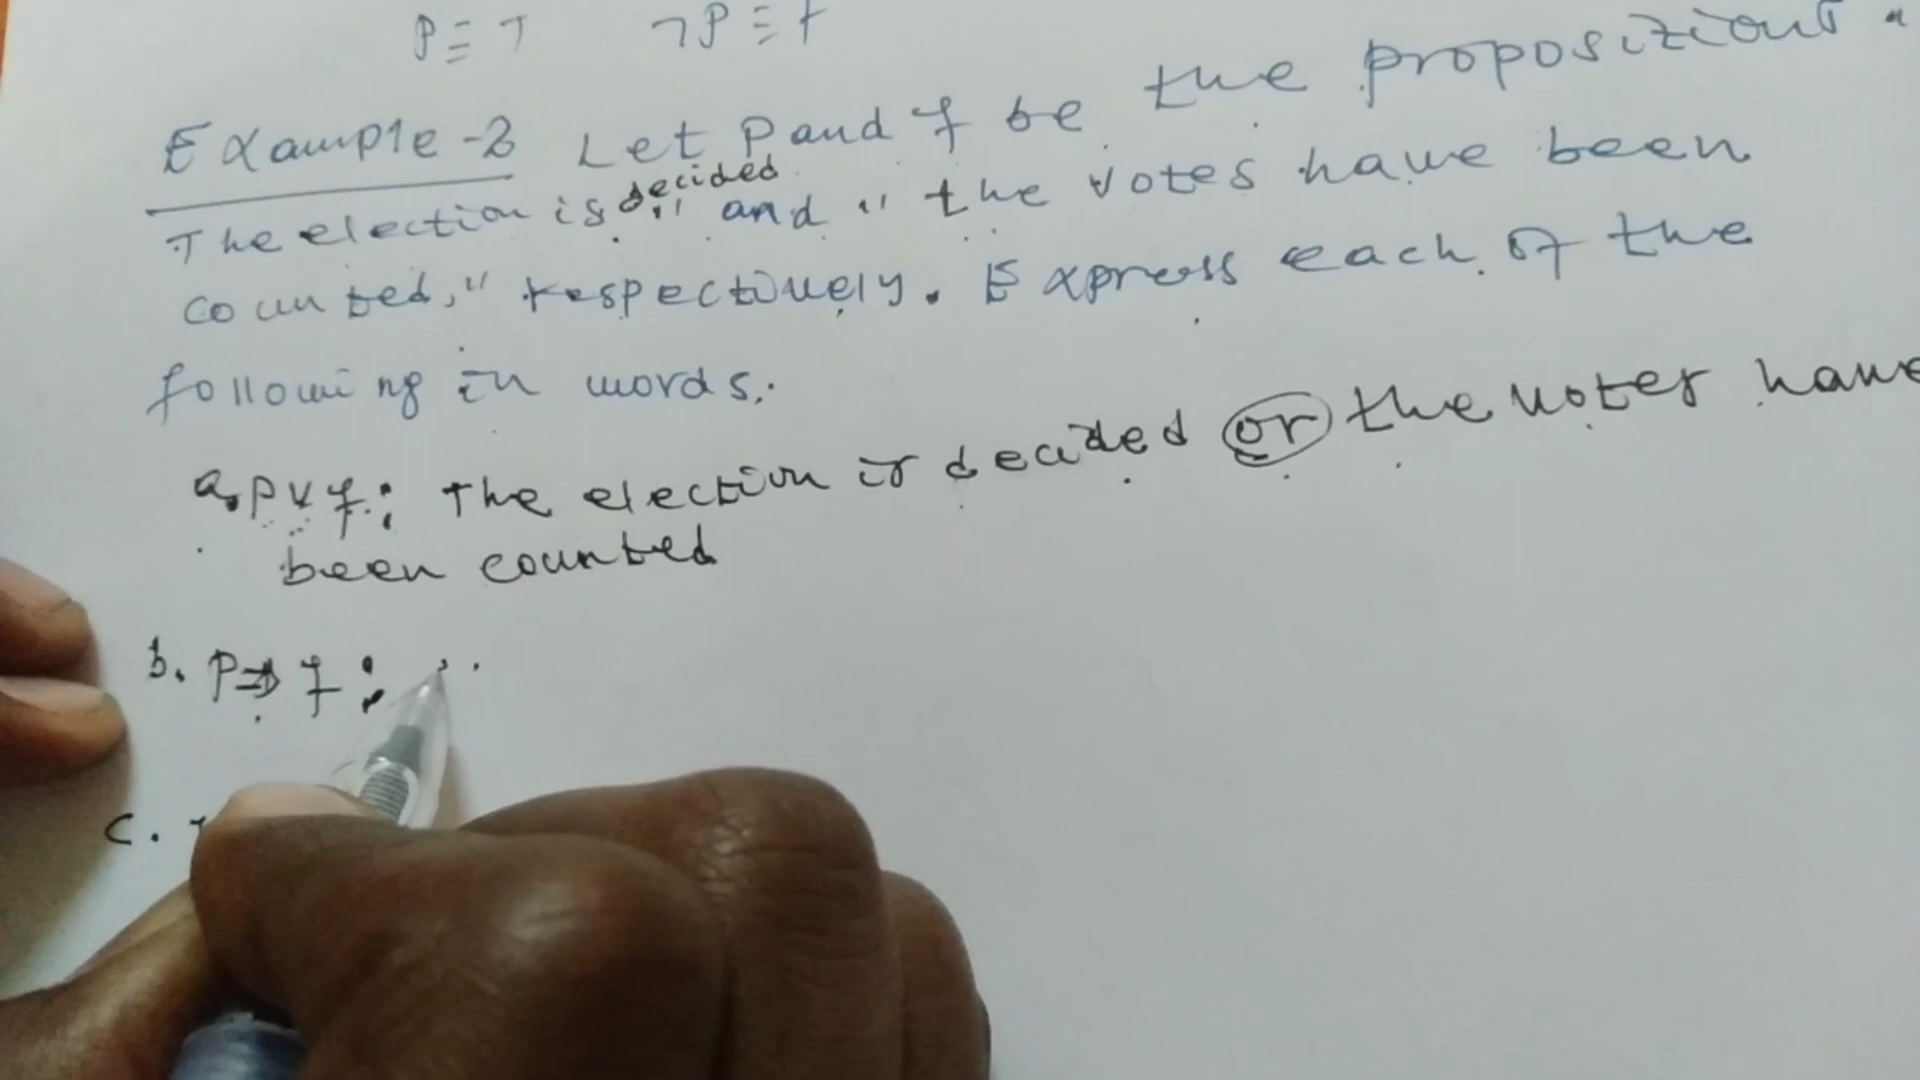 P ≡ T ¬P ≡ F
Example-2 Let P and q be the propositions "
The election is decided" and "the votes have been
counted," respectively. Express each of the
following in words.
a, p ∨ q: The election is decided or the votes have
been counted
b. P ⇒ q :
c.